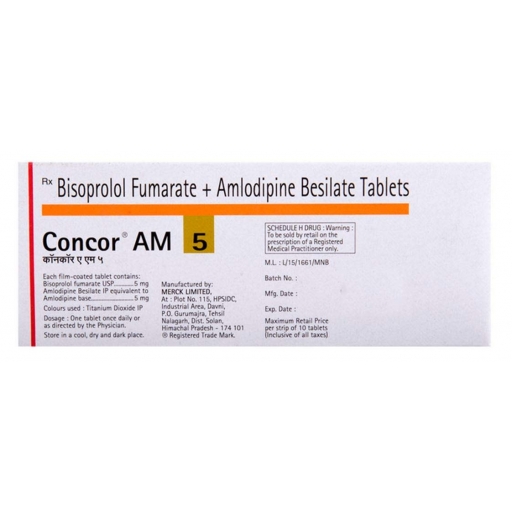 Rx Bisoprolol Fumarate + Amlodipine Besilate Tablets
Concor® AM 5
कॉनकॉर ए एम ५
Each film-coated tablet contains:
Bisoprolol fumarate USP..........5 mg
Amlodipine Besilate IP equivalent to
Amlodipine base....................5 mg
Colours used : Titanium Dioxide IP
Dosage : One tablet once daily or
as directed by the Physician.
Store in a cool, dry and dark place.
Manufactured by:
MERCK LIMITED,
At : Plot No. 115, HPSIDC,
Industrial Area, Davni,
P.O. Gurumajra, Tehsil
Nalagarh, Dist. Solan,
Himachal Pradesh - 174 101
® Registered Trade Mark.
SCHEDULE H DRUG : Warning :
To be sold by retail on the
prescription of a Registered
Medical Practitioner only.
M.L : L/15/1661/MNB
Batch No. :
Mfg. Date :
Exp. Date :
Maximum Retail Price
per strip of 10 tablets
(Inclusive of all taxes)